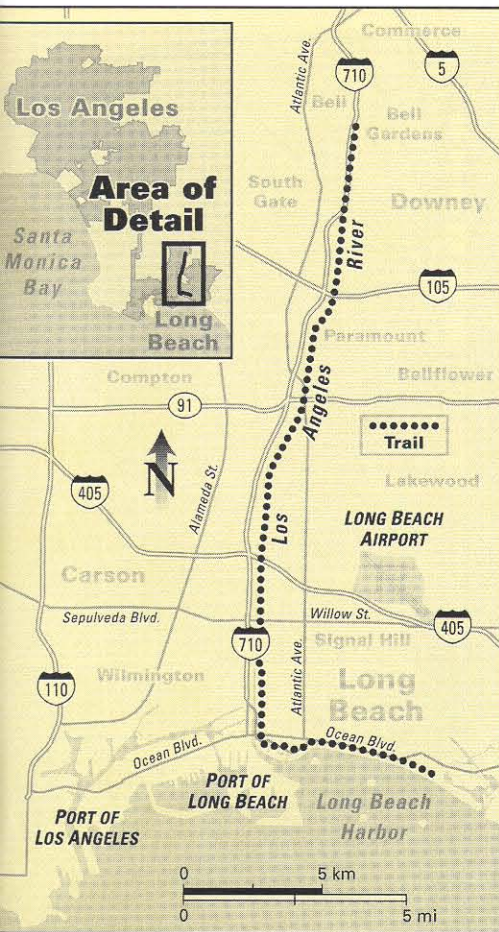 Los Angeles
Area of
Detail
Santa
Monica
Bay
Long
Beach
Commerce
Atlantic Ave.
710
5
Bell
Bell
Gardens
South
Gate
Downey
River
105
Paramount
Compton
Bellflower
91
Angeles
Trail
N
405
Alameda St.
Lakewood
Los
LONG BEACH
AIRPORT
Carson
Sepulveda Blvd.
Willow St.
710
Signal Hill
405
Wilmington
110
Atlantic Ave.
Long
Beach
Ocean Blvd.
Ocean Blvd.
PORT OF
LONG BEACH
PORT OF
LOS ANGELES
Long Beach
Harbor
0
5 km
0
5 mi